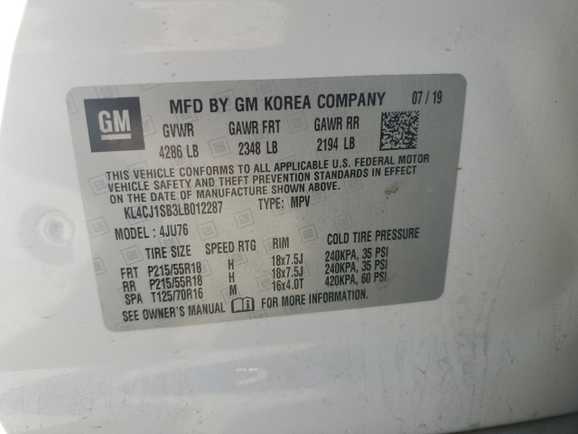 GM
MFD BY GM KOREA COMPANY 07 / 19
GVWR GAWR FRT GAWR RR
4286 LB 2348 LB 2194 LB
THIS VEHICLE CONFORMS TO ALL APPLICABLE U.S. FEDERAL MOTOR
VEHICLE SAFETY AND THEFT PREVENTION STANDARDS IN EFFECT
ON THE DATE OF MANUFACTURE SHOWN ABOVE.
KL4CJ1SB3LB012287 TYPE: MPV
MODEL : 4JU76
TIRE SIZE SPEED RTG RIM COLD TIRE PRESSURE
FRT P215/55R18 H 18x7.5J 240KPA, 35 PSI
RR P215/55R18 H 18x7.5J 240KPA, 35 PSI
SPA T125/70R16 M 16x4.0T 420KPA, 60 PSI
SEE OWNER'S MANUAL FOR MORE INFORMATION